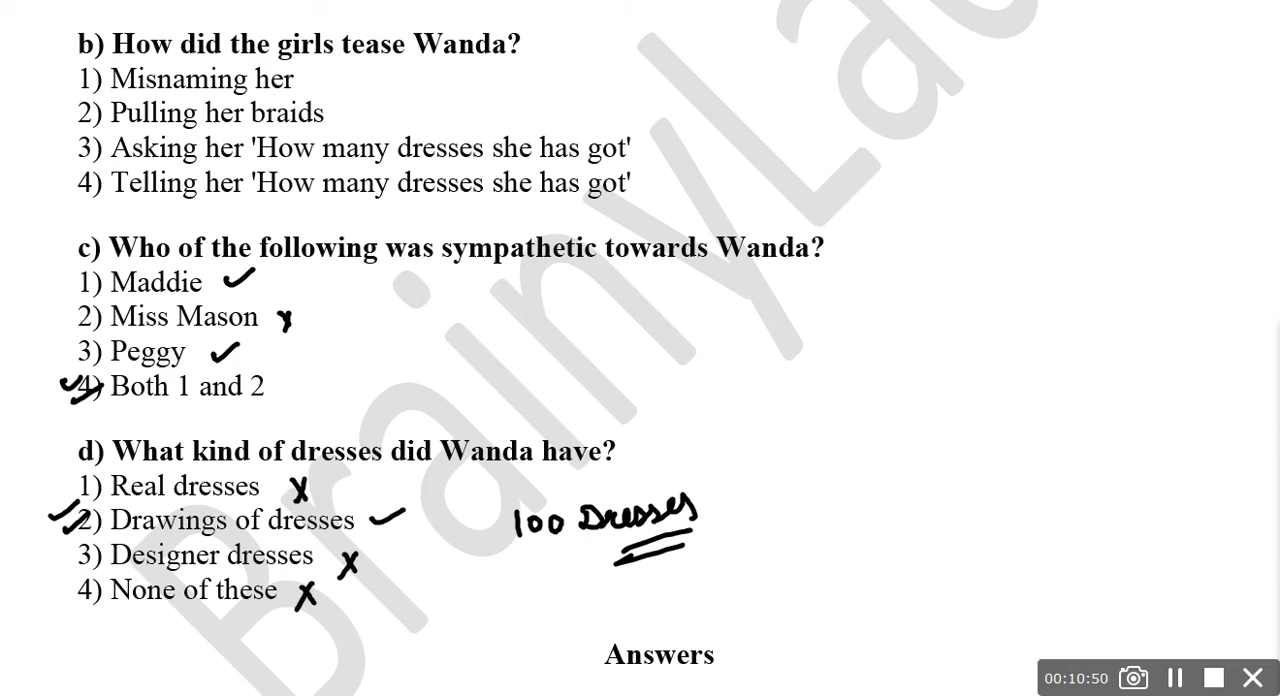 b) How did the girls tease Wanda?
1) Misnaming her
2) Pulling her braids
3) Asking her 'How many dresses she has got'
4) Telling her 'How many dresses she has got'
c) Who of the following was sympathetic towards Wanda?
1) Maddie
2) Miss Mason
3) Peggy
4) Both 1 and 2
d) What kind of dresses did Wanda have?
1) Real dresses
2) Drawings of dresses
100 Dresses
3) Designer dresses
4) None of these
Answers
00:10:50